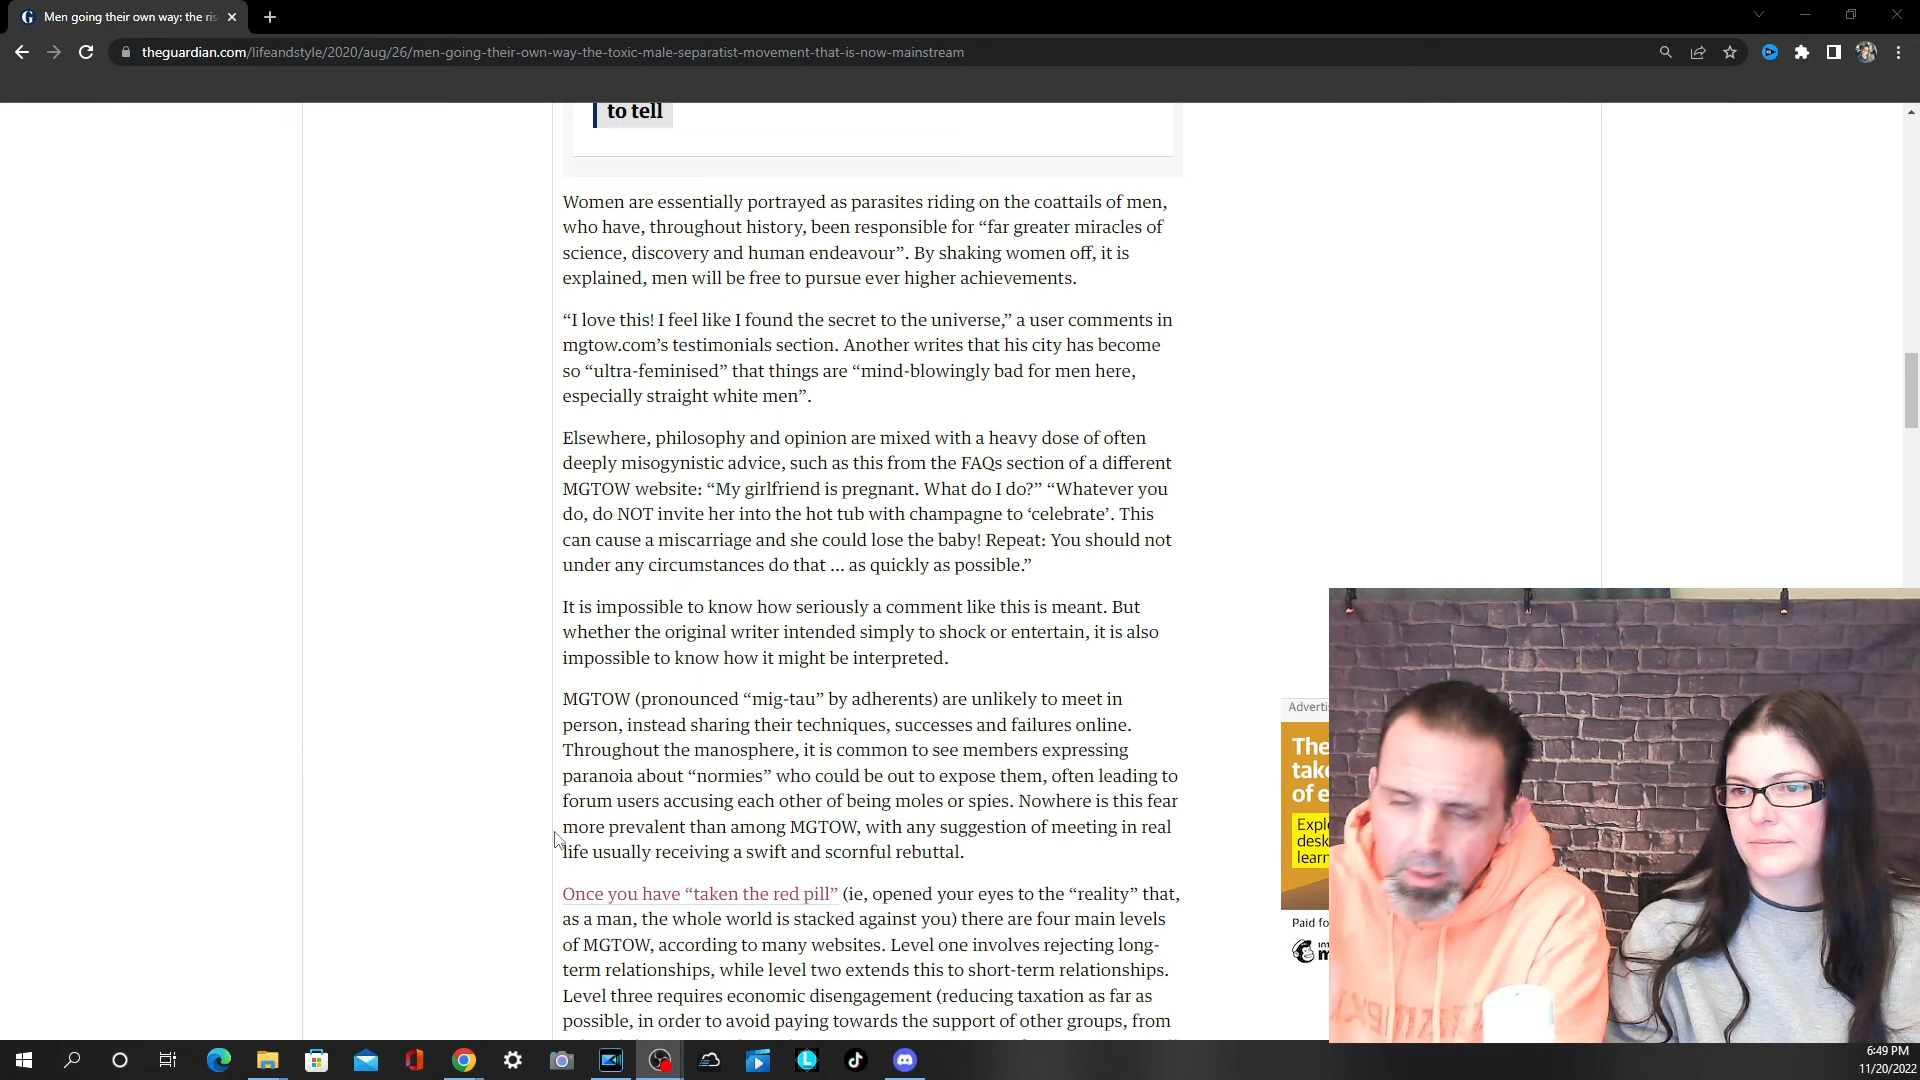 Men going their own way: the ris
theguardian.com/lifeandstyle/2020/aug/26/men-going-their-own-way-the-toxic-male-separatist-movement-that-is-now-mainstream
to tell
Women are essentially portrayed as parasites riding on the coattails of men,
who have, throughout history, been responsible for “far greater miracles of
science, discovery and human endeavour”. By shaking women off, it is
explained, men will be free to pursue ever higher achievements.
“I love this! I feel like I found the secret to the universe,” a user comments in
mgtow.com’s testimonials section. Another writes that his city has become
so “ultra-feminised” that things are “mind-blowingly bad for men here,
especially straight white men”.
Elsewhere, philosophy and opinion are mixed with a heavy dose of often
deeply misogynistic advice, such as this from the FAQs section of a different
MGTOW website: “My girlfriend is pregnant. What do I do?” “Whatever you
do, do NOT invite her into the hot tub with champagne to ‘celebrate’. This
can cause a miscarriage and she could lose the baby! Repeat: You should not
under any circumstances do that ... as quickly as possible.”
It is impossible to know how seriously a comment like this is meant. But
whether the original writer intended simply to shock or entertain, it is also
impossible to know how it might be interpreted.
MGTOW (pronounced “mig-tau” by adherents) are unlikely to meet in
person, instead sharing their techniques, successes and failures online.
Throughout the manosphere, it is common to see members expressing
paranoia about “normies” who could be out to expose them, often leading to
forum users accusing each other of being moles or spies. Nowhere is this fear
more prevalent than among MGTOW, with any suggestion of meeting in real
life usually receiving a swift and scornful rebuttal.
Once you have “taken the red pill” (ie, opened your eyes to the “reality” that,
as a man, the whole world is stacked against you) there are four main levels
of MGTOW, according to many websites. Level one involves rejecting long-
term relationships, while level two extends this to short-term relationships.
Level three requires economic disengagement (reducing taxation as far as
possible, in order to avoid paying towards the support of other groups, from
Adverti
The
take
of e
Explo
desk
learn
Paid fo
6:49 PM
11/20/2022